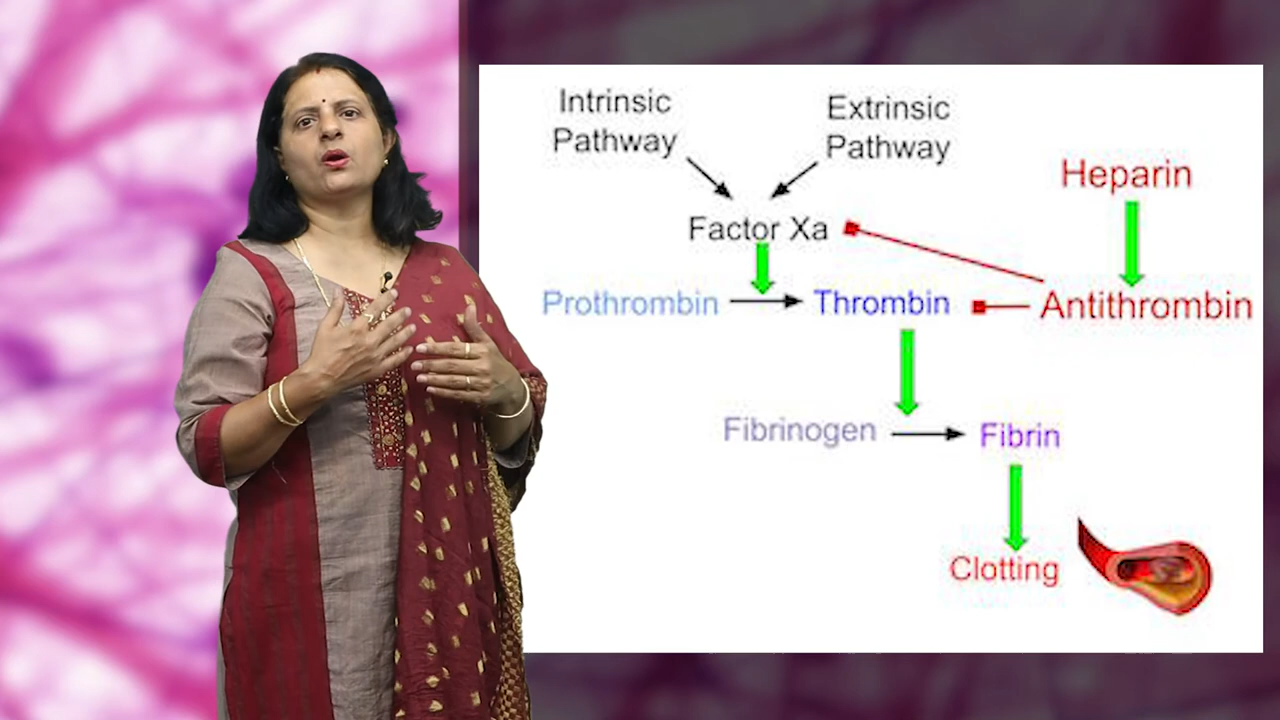 Intrinsic
Pathway
Extrinsic
Pathway
Heparin
Factor Xa
Prothrombin
Thrombin
Antithrombin
Fibrinogen
Fibrin
Clotting